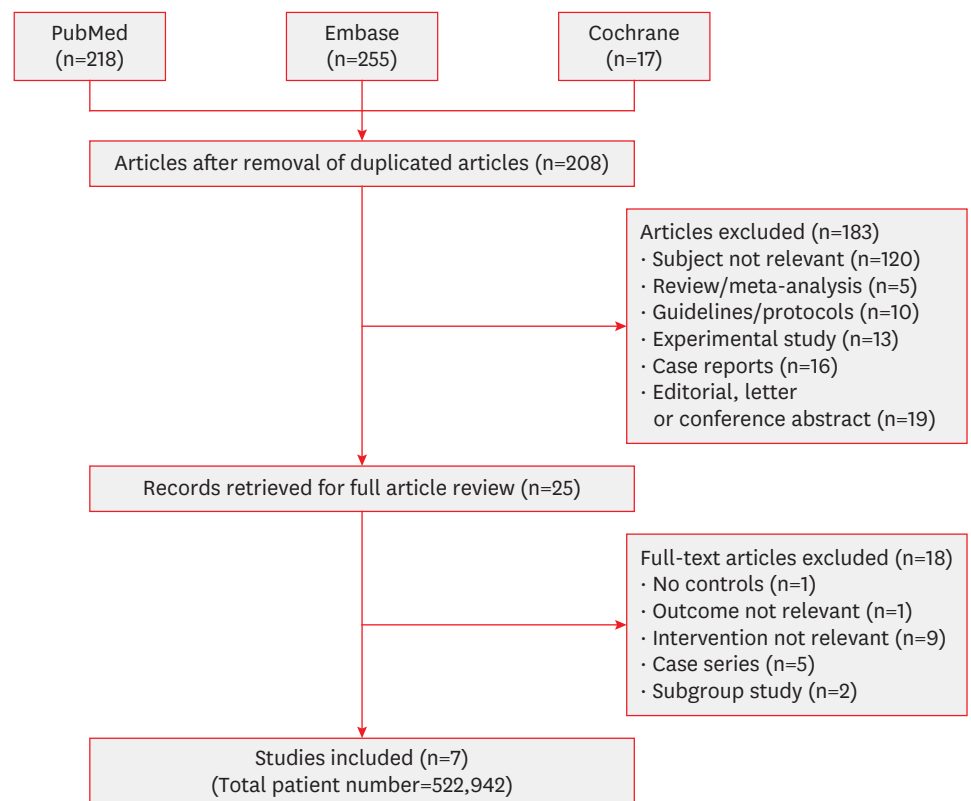 PubMed
(n=218)
Embase
(n=255)
Cochrane
(n=17)
Articles after removal of duplicated articles (n=208)
Articles excluded (n=183)
· Subject not relevant (n=120)
· Review/meta-analysis (n=5)
· Guidelines/protocols (n=10)
· Experimental study (n=13)
· Case reports (n=16)
· Editorial, letter
or conference abstract (n=19)
Records retrieved for full article review (n=25)
Full-text articles excluded (n=18)
· No controls (n=1)
· Outcome not relevant (n=1)
· Intervention not relevant (n=9)
· Case series (n=5)
· Subgroup study (n=2)
Studies included (n=7)
(Total patient number=522,942)